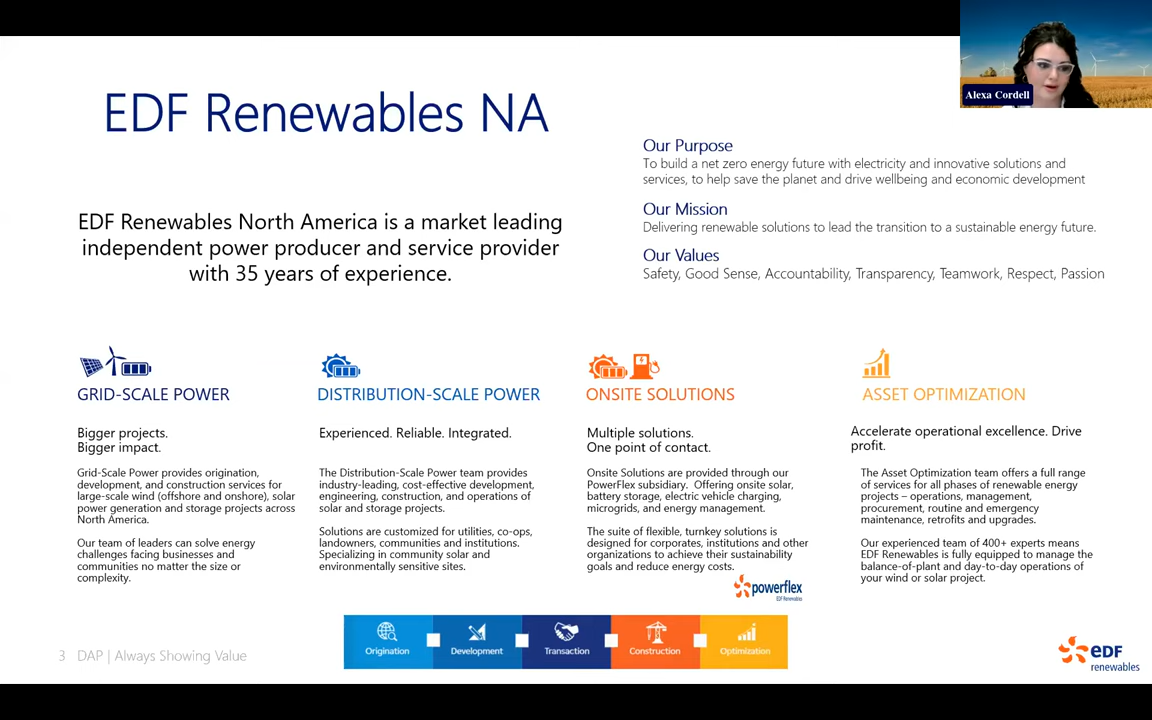 Alexa Cordell
EDF Renewables NA
EDF Renewables North America is a market leading
independent power producer and service provider
with 35 years of experience.
Our Purpose
To build a net zero energy future with electricity and innovative solutions and
services, to help save the planet and drive wellbeing and economic development
Our Mission
Delivering renewable solutions to lead the transition to a sustainable energy future.
Our Values
Safety, Good Sense, Accountability, Transparency, Teamwork, Respect, Passion
GRID-SCALE POWER
Bigger projects.
Bigger impact.
Grid-Scale Power provides origination,
development, and construction services for
large-scale wind (offshore and onshore), solar
power generation and storage projects across
North America.
Our team of leaders can solve energy
challenges facing businesses and
communities no matter the size or
complexity.
DISTRIBUTION-SCALE POWER
Experienced. Reliable. Integrated.
The Distribution-Scale Power team provides
industry-leading, cost-effective development,
engineering, construction, and operations of
solar and storage projects.
Solutions are customized for utilities, co-ops,
landowners, communities and institutions.
Specializing in community solar and
environmentally sensitive sites.
ONSITE SOLUTIONS
Multiple solutions.
One point of contact.
Onsite Solutions are provided through our
PowerFlex subsidiary. Offering onsite solar,
battery storage, electric vehicle charging,
microgrids, and energy management.
The suite of flexible, turnkey solutions is
designed for corporates, institutions and other
organizations to achieve their sustainability
goals and reduce energy costs.
powerflex
EDF Renewables
ASSET OPTIMIZATION
Accelerate operational excellence. Drive
profit.
The Asset Optimization team offers a full range
of services for all phases of renewable energy
projects – operations, management,
procurement, routine and emergency
maintenance, retrofits and upgrades.
Our experienced team of 400+ experts means
EDF Renewables is fully equipped to manage the
balance-of-plant and day-to-day operations of
your wind or solar project.
Origination
Development
Transaction
Construction
Optimization
3 DAP | Always Showing Value
edf
renewables